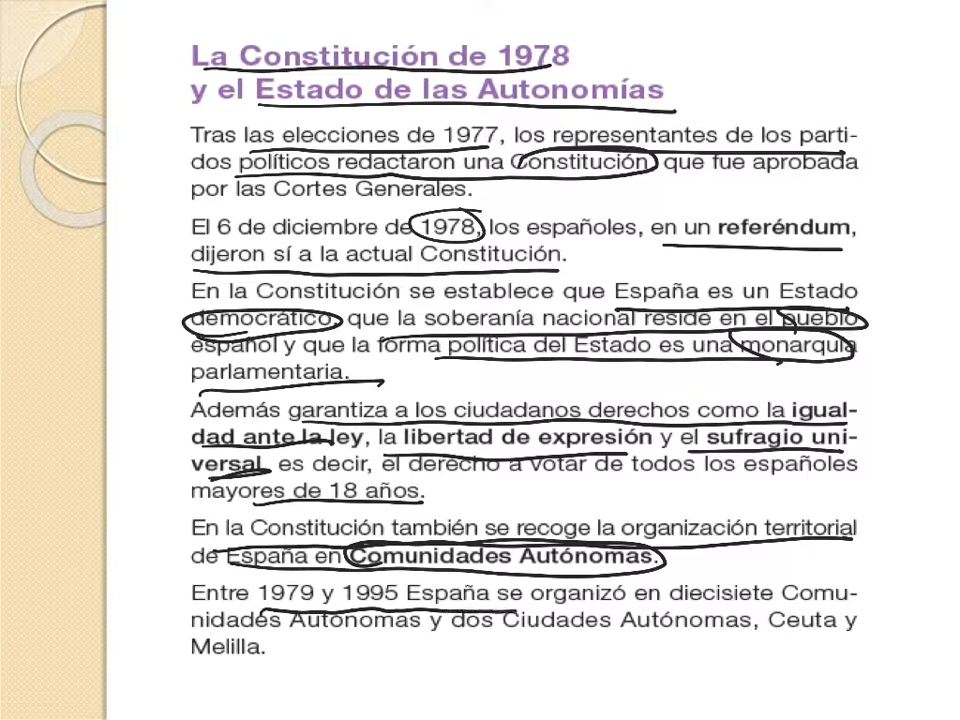 La Constitución de 1978
y el Estado de las Autonomías
Tras las elecciones de 1977, los representantes de los parti-
dos políticos redactaron una Constitución, que fue aprobada
por las Cortes Generales.
El 6 de diciembre de 1978, los españoles, en un referéndum,
dijeron sí a la actual Constitución.
En la Constitución se establece que España es un Estado
democrático, que la soberanía nacional reside en el pueblo
español y que la forma política del Estado es una monarquía
parlamentaria.
Además garantiza a los ciudadanos derechos como la igual-
dad ante la ley, la libertad de expresión y el sufragio uni-
versal, es decir, el derecho a votar de todos los españoles
mayores de 18 años.
En la Constitución también se recoge la organización territorial
de España en Comunidades Autónomas.
Entre 1979 y 1995 España se organizó en diecisiete Comu-
nidades Autónomas y dos Ciudades Autónomas, Ceuta y
Melilla.